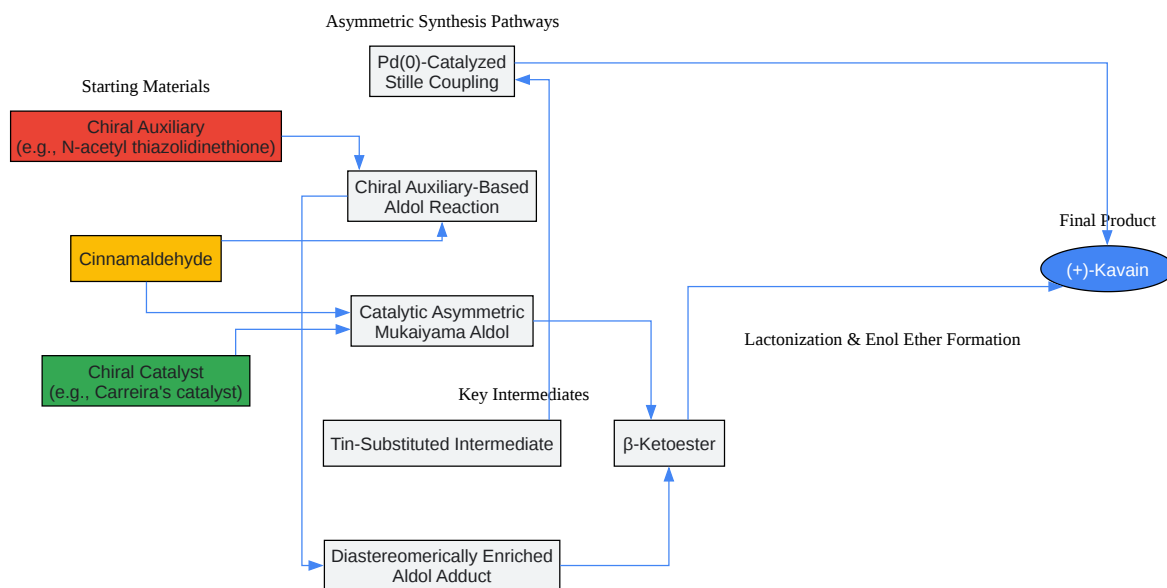 Asymmetric Synthesis Pathways
Pd(0)-Catalyzed
Stille Coupling
Starting Materials
Chiral Auxiliary
(e.g., N-acetyl thiazolidinethione)
Chiral Auxiliary-Based
Aldol Reaction
Final Product
Cinnamaldehyde
(+)-Kavain
Catalytic Asymmetric
Mukaiyama Aldol
Lactonization & Enol Ether Formation
Chiral Catalyst
(e.g., Carreira's catalyst)
Key Intermediates
Tin-Substituted Intermediate
β-Ketoester
Diastereomerically Enriched
Aldol Adduct